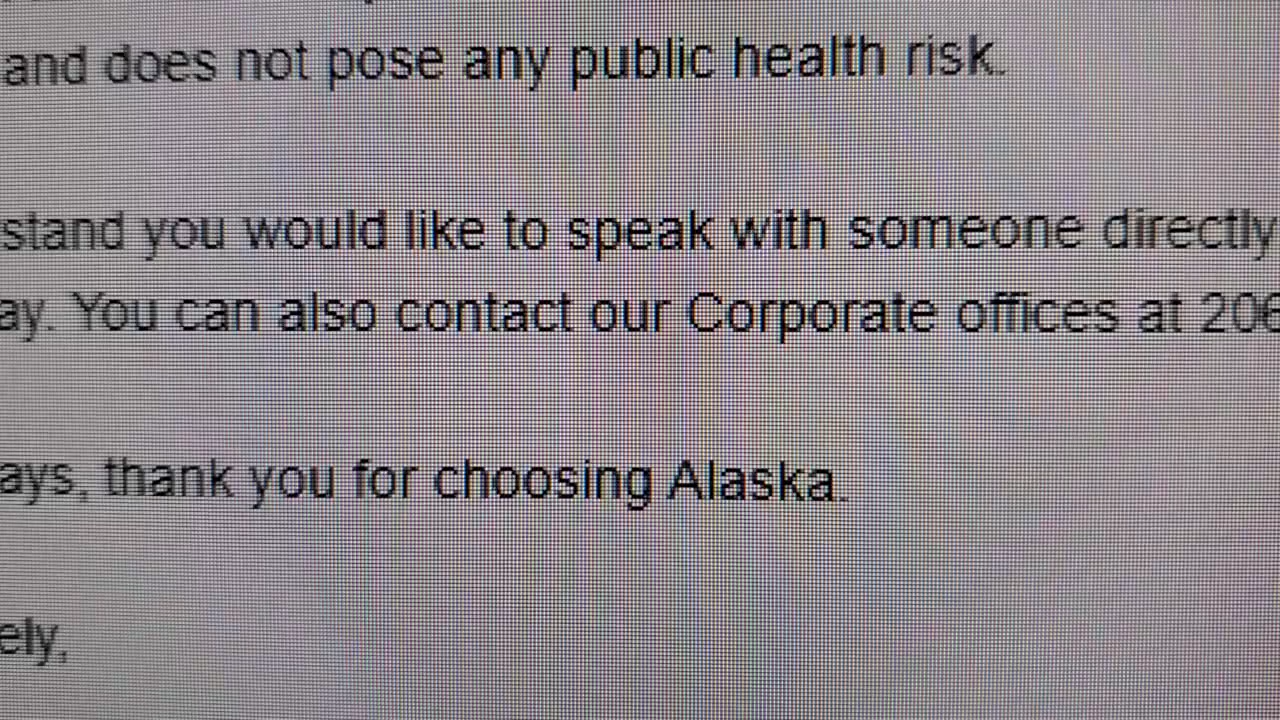 and does not pose any public health risk.
stand you would like to speak with someone directly
ay. You can also contact our Corporate offices at 206
ays, thank you for choosing Alaska.
ely,